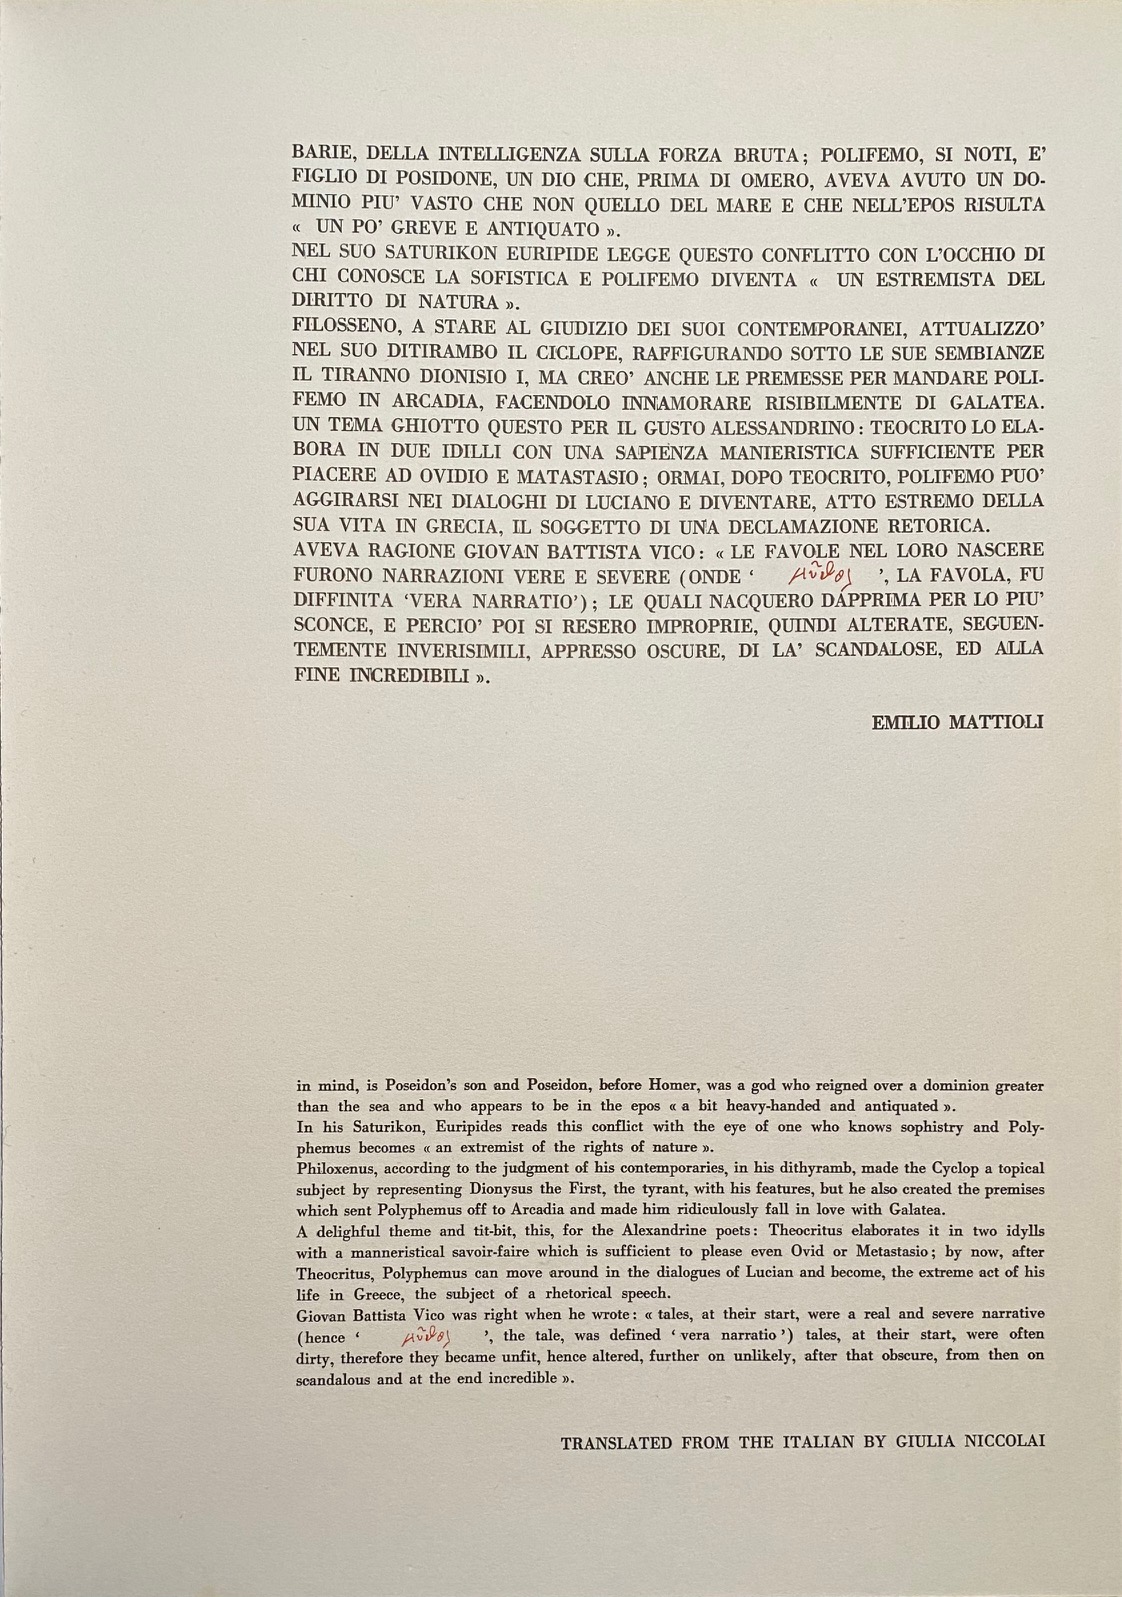 BARIE, DELLA INTELLIGENZA SULLA FORZA BRUTA; POLIFEMO, SI NOTI, E'
FIGLIO DI POSIDONE, UN DIO CHE, PRIMA DI OMERO, AVEVA AVUTO UN DO-
MINIO PIU' VASTO CHE NON QUELLO DEL MARE E CHE NELL'EPOS RISULTA
« UN PO' GREVE E ANTIQUATO ».
NEL SUO SATURIKON EURIPIDE LEGGE QUESTO CONFLITTO CON L'OCCHIO DI
CHI CONOSCE LA SOFISTICA E POLIFEMO DIVENTA « UN ESTREMISTA DEL
DIRITTO DI NATURA ».
FILOSSENO, A STARE AL GIUDIZIO DEI SUOI CONTEMPORANEI, ATTUALIZZO'
NEL SUO DITIRAMBO IL CICLOPE, RAFFIGURANDO SOTTO LE SUE SEMBIANZE
IL TIRANNO DIONISIO I, MA CREO' ANCHE LE PREMESSE PER MANDARE POLI-
FEMO IN ARCADIA, FACENDOLO INNAMORARE RISIBILMENTE DI GALATEA.
UN TEMA GHIOTTO QUESTO PER IL GUSTO ALESSANDRINO: TEOCRITO LO ELA-
BORA IN DUE IDILLI CON UNA SAPIENZA MANIERISTICA SUFFICIENTE PER
PIACERE AD OVIDIO E MATASTASIO; ORMAI, DOPO TEOCRITO, POLIFEMO PUO'
AGGIRARSI NEI DIALOGHI DI LUCIANO E DIVENTARE, ATTO ESTREMO DELLA
SUA VITA IN GRECIA, IL SOGGETTO DI UNA DECLAMAZIONE RETORICA.
AVEVA RAGIONE GIOVAN BATTISTA VICO: « LE FAVOLE NEL LORO NASCERE
FURONO NARRAZIONI VERE E SEVERE (ONDE ‘ μῦθος ’, LA FAVOLA, FU
DIFFINITA ‘VERA NARRATIO’); LE QUALI NACQUERO DAPPRIMA PER LO PIU'
SCONCE, E PERCIO' POI SI RESERO IMPROPRIE, QUINDI ALTERATE, SEGUEN-
TEMENTE INVERISIMILI, APPRESSO OSCURE, DI LA' SCANDALOSE, ED ALLA
FINE INCREDIBILI ».
EMILIO MATTIOLI
in mind, is Poseidon's son and Poseidon, before Homer, was a god who reigned over a dominion greater
than the sea and who appears to be in the epos « a bit heavy-handed and antiquated ».
In his Saturikon, Euripides reads this conflict with the eye of one who knows sophistry and Poly-
phemus becomes « an extremist of the rights of nature ».
Philoxenus, according to the judgment of his contemporaries, in his dithyramb, made the Cyclop a topical
subject by representing Dionysus the First, the tyrant, with his features, but he also created the premises
which sent Polyphemus off to Arcadia and made him ridiculously fall in love with Galatea.
A delighful theme and tit-bit, this, for the Alexandrine poets: Theocritus elaborates it in two idylls
with a manneristical savoir-faire which is sufficient to please even Ovid or Metastasio; by now, after
Theocritus, Polyphemus can move around in the dialogues of Lucian and become, the extreme act of his
life in Greece, the subject of a rhetorical speech.
Giovan Battista Vico was right when he wrote: « tales, at their start, were a real and severe narrative
(hence ‘ μῦθος ’, the tale, was defined ‘ vera narratio ’) tales, at their start, were often
dirty, therefore they became unfit, hence altered, further on unlikely, after that obscure, from then on
scandalous and at the end incredible ».
TRANSLATED FROM THE ITALIAN BY GIULIA NICCOLAI